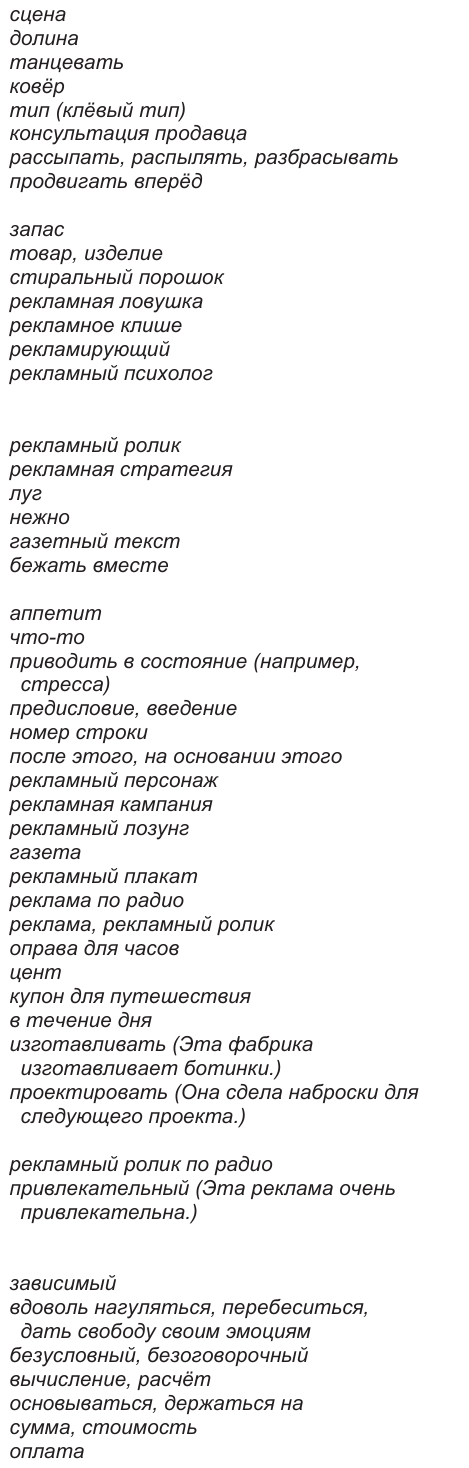 сцена
долина
танцевать
ковёр
тип (клёвый тип)
консультация продавца
рассыпать, распылять, разбрасывать
продвигать вперёд
запас
товар, изделие
стиральный порошок
рекламная ловушка
рекламное клише
рекламирующий
рекламный психолог
рекламный ролик
рекламная стратегия
луг
нежно
газетный текст
бежать вместе
аппетит
что-то
приводить в состояние (например,
стресса)
предисловие, введение
номер строки
после этого, на основании этого
рекламный персонаж
рекламная кампания
рекламный лозунг
газета
рекламный плакат
реклама по радио
реклама, рекламный ролик
оправа для часов
цент
купон для путешествия
в течение дня
изготавливать (Эта фабрика
изготавливает ботинки.)
проектировать (Она сдела наброски для
следующего проекта.)
рекламный ролик по радио
привлекательный (Эта реклама очень
привлекательна.)
зависимый
вдоволь нагуляться, перебеситься,
дать свободу своим эмоциям
безусловный, безоговорочный
вычисление, расчёт
основываться, держаться на
сумма, стоимость
оплата